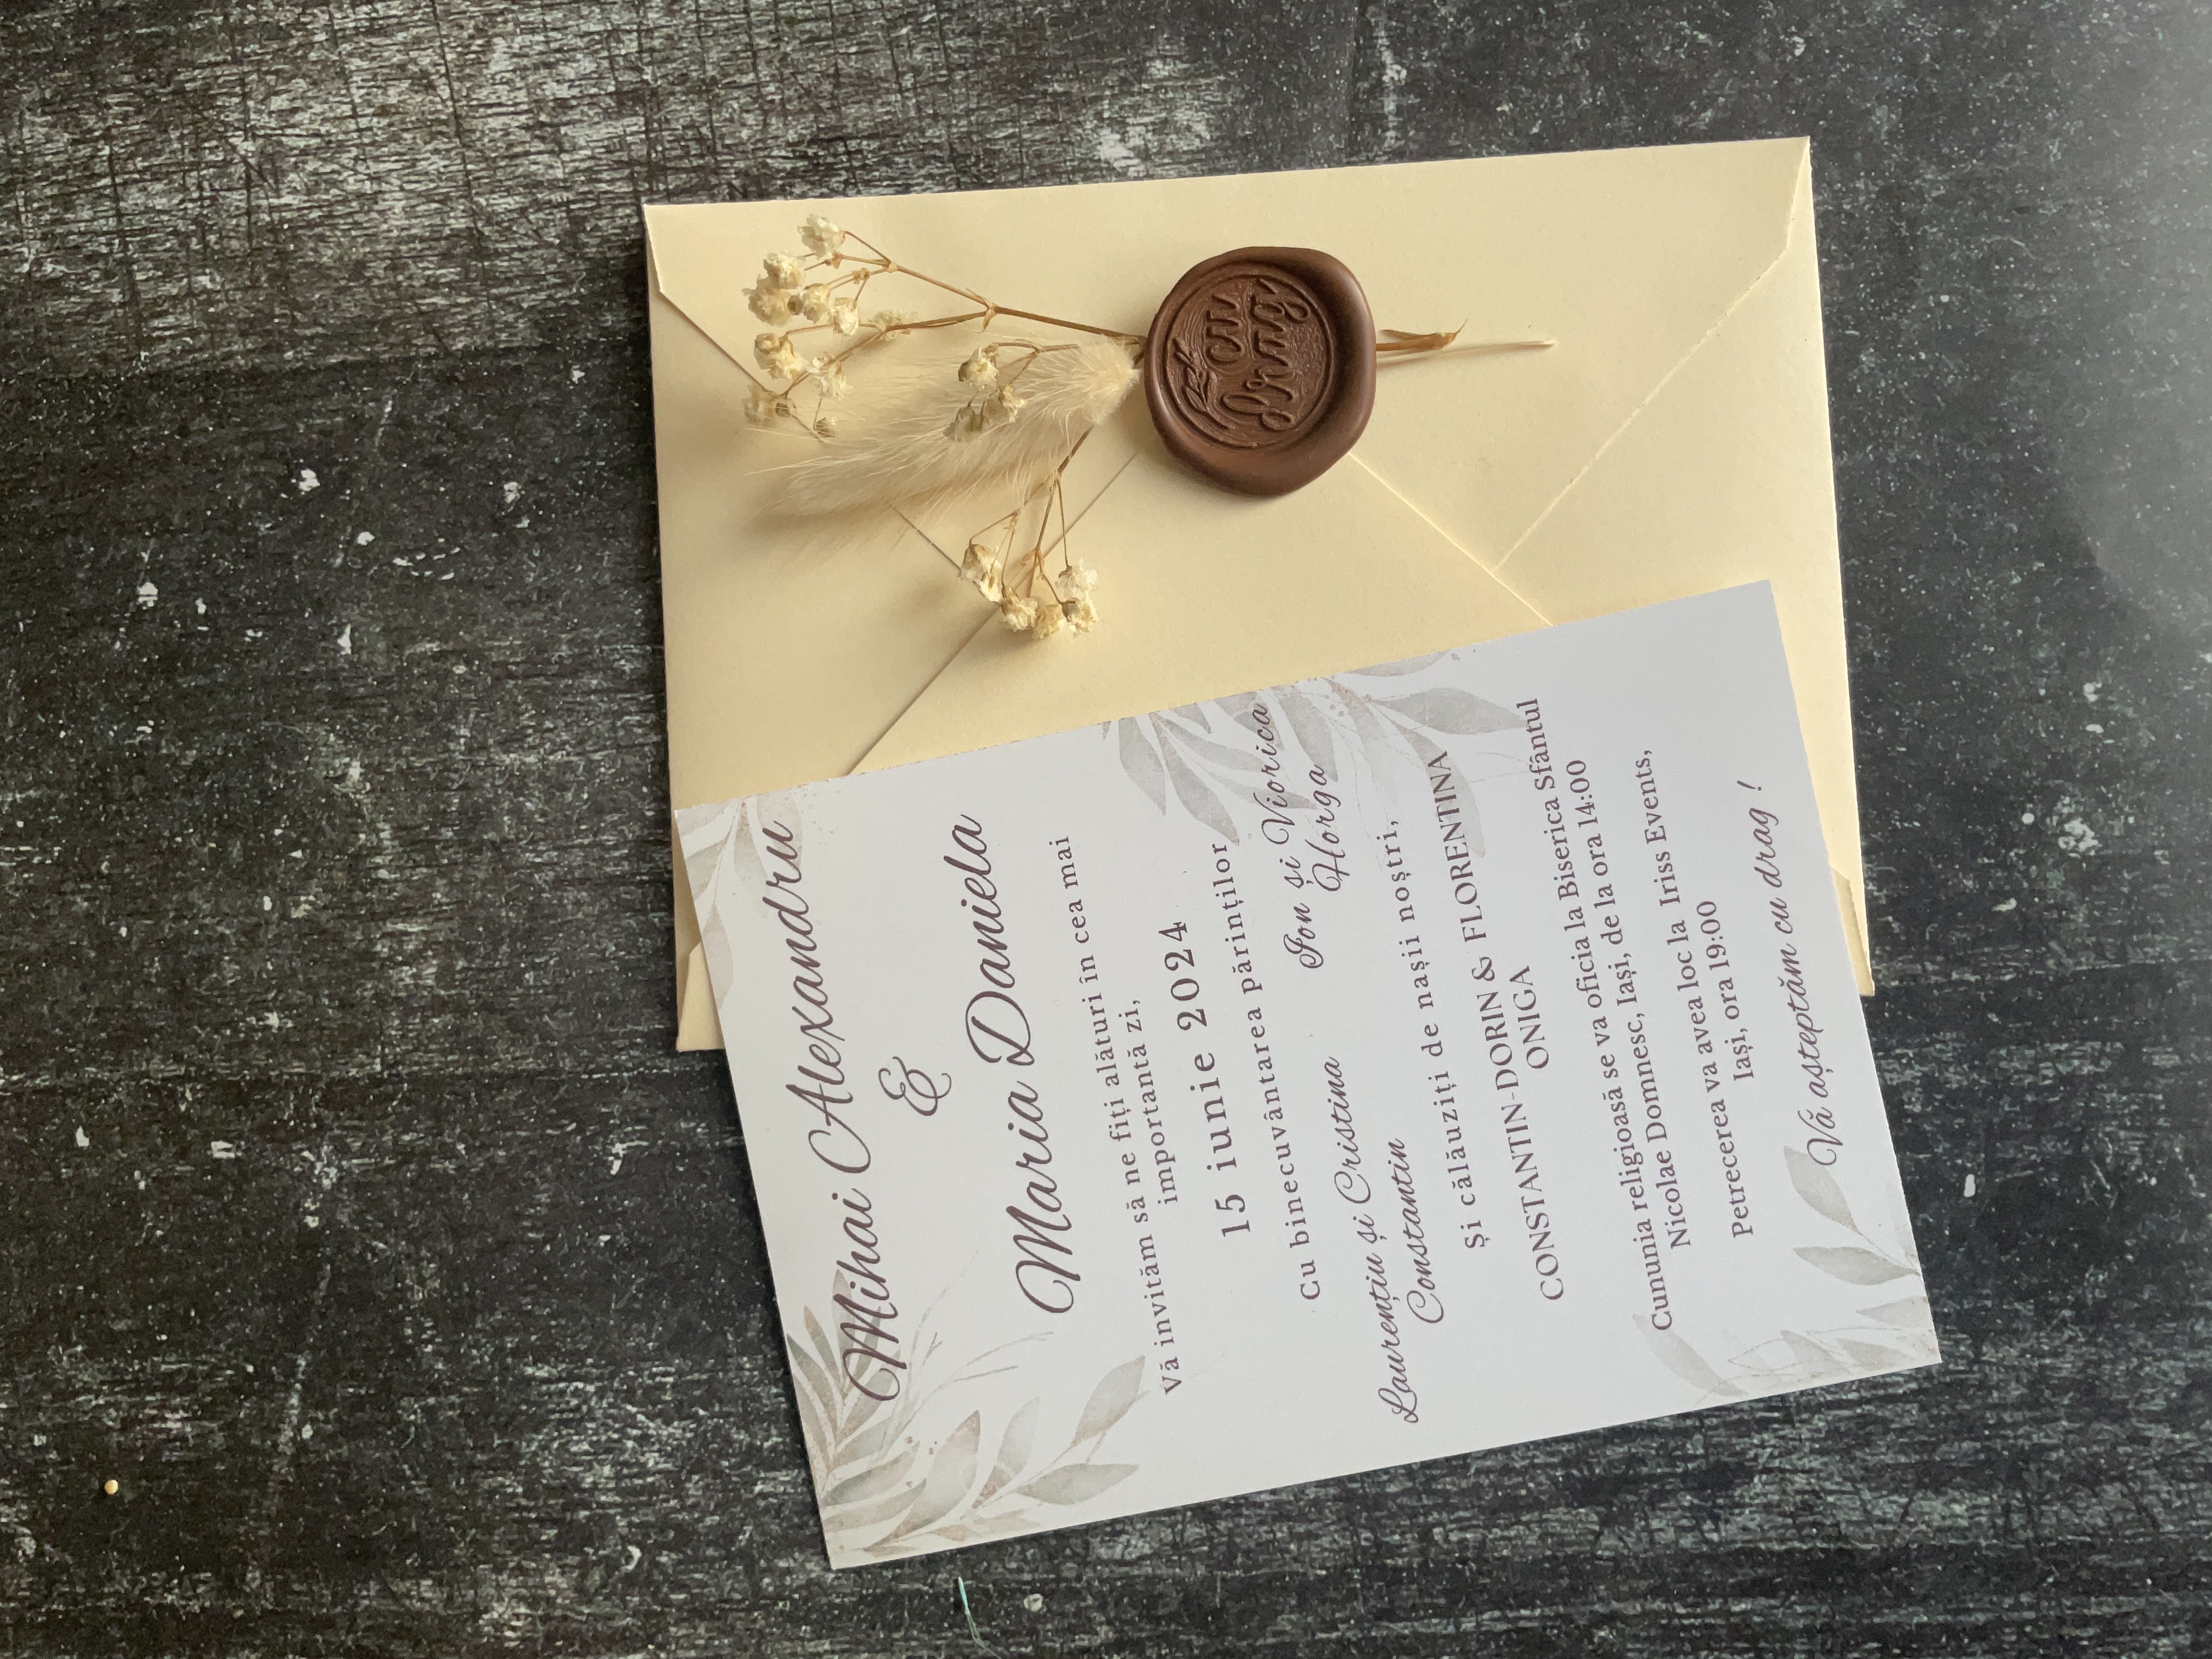 Mihai Alexandru
&
Maria Daniela
Vă invităm să ne fiți alături în cea mai
importantă zi,
15 iunie 2024
Cu binecuvântarea părinților
Laurențiu și Cristina
Constantin
Ion și Viorica
Horga
Și călăuziți de nașii noștri,
CONSTANTIN-DORIN & FLORENTINA
ONIGA
Cununia religioasă se va oficia la Biserica Sfântul
Nicolae Domnesc, Iași, de la ora 14:00
Petrecerea va avea loc la Iriss Events,
Iași, ora 19:00
Vă așteptăm cu drag !
cu
drag